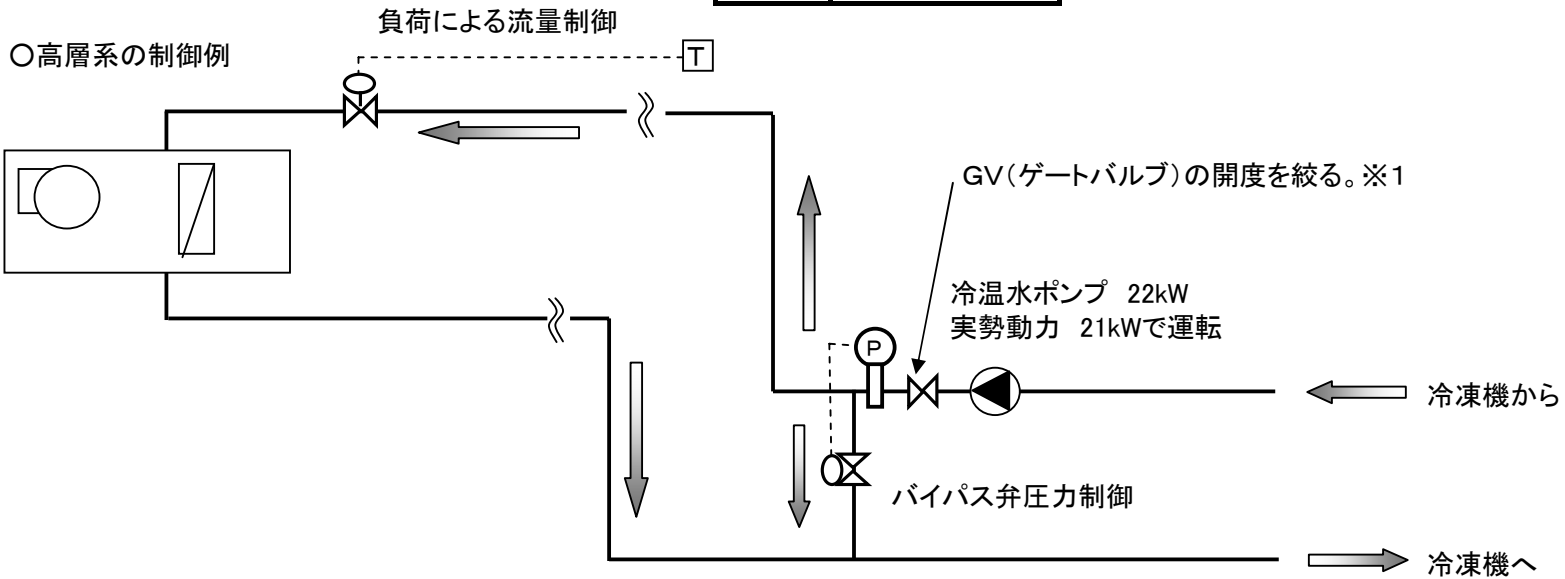 負荷による流量制御
〇高層系の制御例
T
GV(ゲートバルブ)の開度を絞る。※1
冷温水ポンプ 22kW
実勢動力 21kWで運転
P
冷凍機から
バイパス弁圧力制御
冷凍機へ